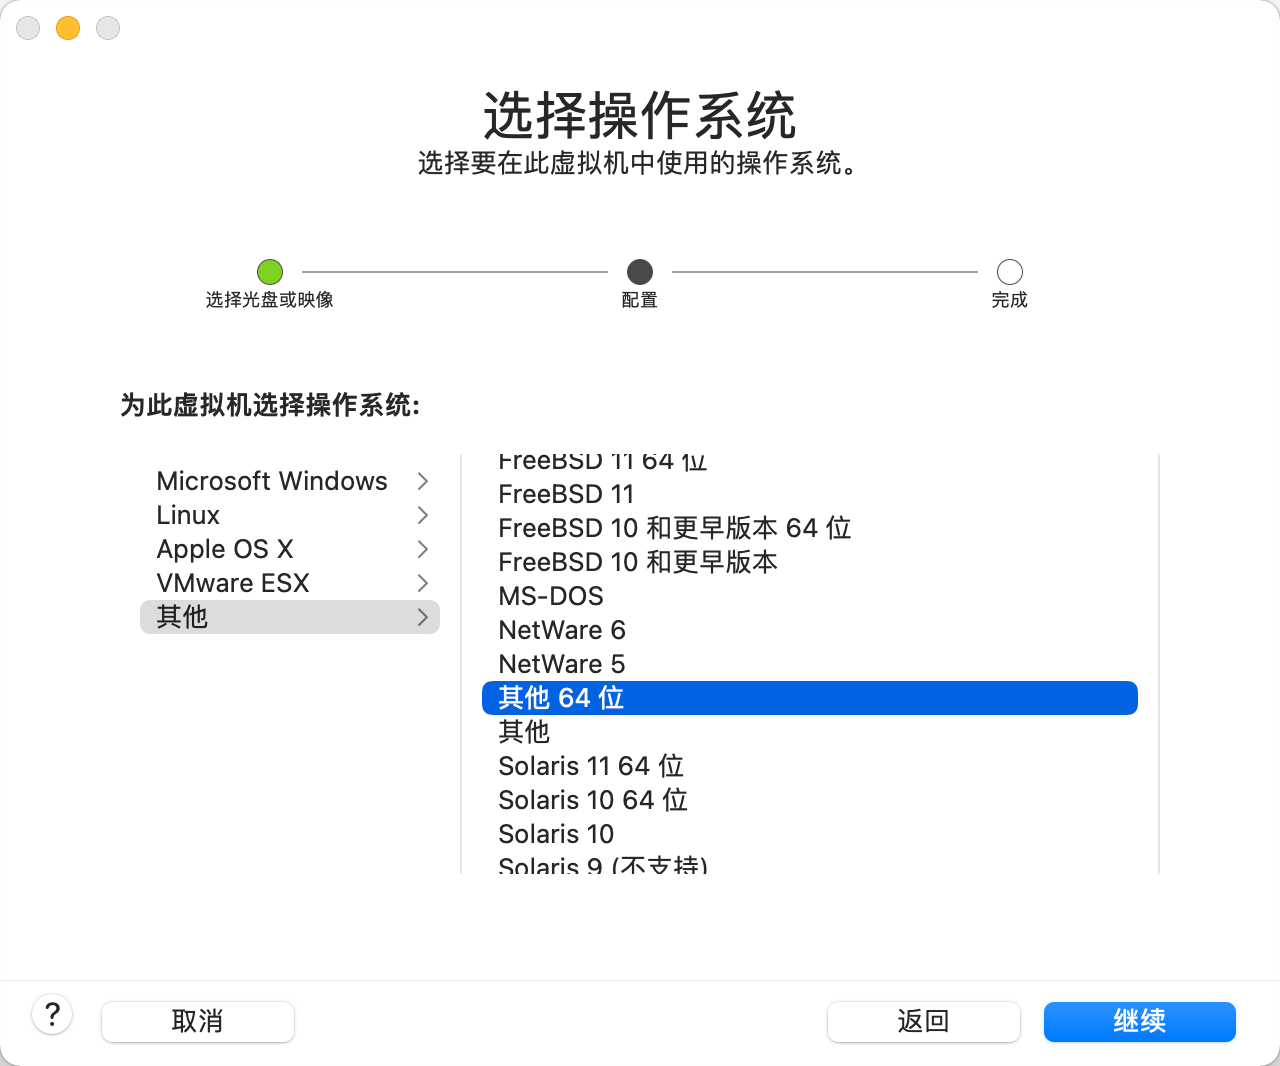 选择操作系统
选择要在此虚拟机中使用的操作系统。
选择光盘或映像
配置
完成
为此虚拟机选择操作系统:
Microsoft Windows
Linux
Apple OS X
VMware ESX
其他
FreeBSD 11 64 位
FreeBSD 11
FreeBSD 10 和更早版本 64 位
FreeBSD 10 和更早版本
MS-DOS
NetWare 6
NetWare 5
其他 64 位
其他
Solaris 11 64 位
Solaris 10 64 位
Solaris 10
Solaris 9 (不支持)
?
取消
返回
继续